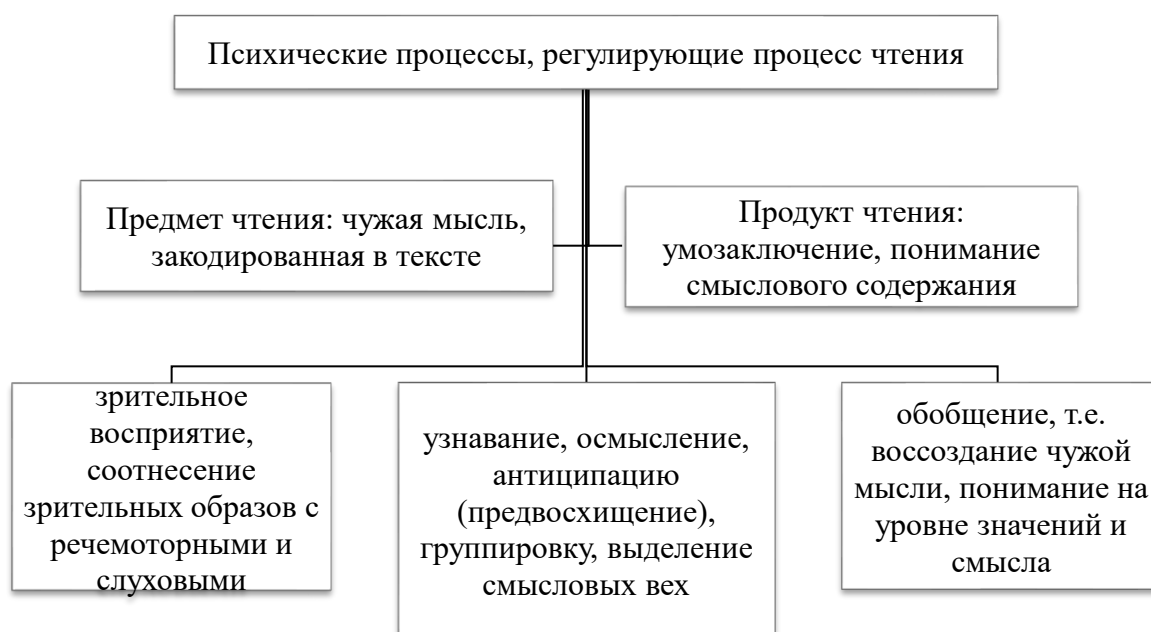 Психические процессы, регулирующие процесс чтения
Предмет чтения: чужая мысль,
закодированная в тексте
Продукт чтения:
умозаключение, понимание
смыслового содержания
зрительное
восприятие,
соотнесение
зрительных образов с
речемоторными и
слуховыми
узнавание, осмысление,
антиципацию
(предвосхищение),
группировку, выделение
смысловых вех
обобщение, т.е.
воссоздание чужой
мысли, понимание на
уровне значений и
смысла